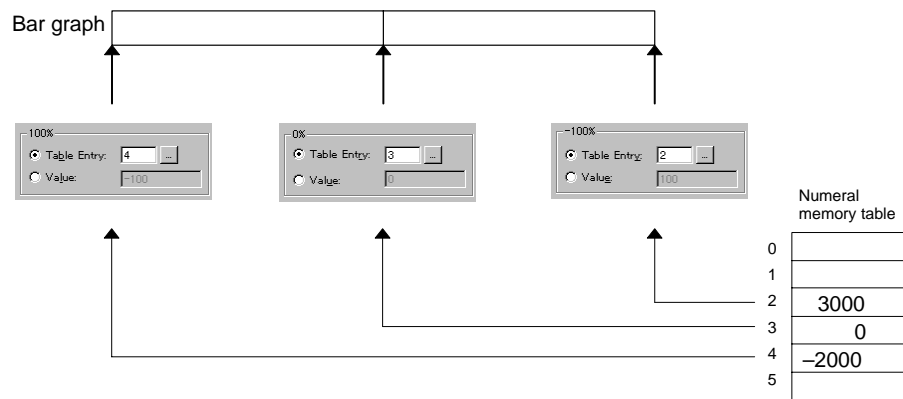 Bar graph
100%
Table Entry: 4 ...
Value: -100
0%
Table Entry: 3 ...
Value: 0
-100%
Table Entry: 2 ...
Value: 100
Numeral
memory table
0
1
2 3000
3 0
4 –2000
5